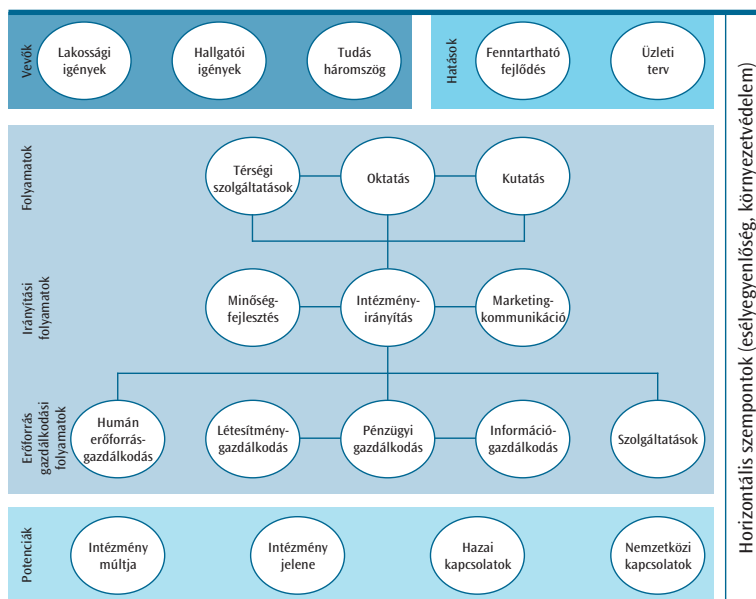 Vevők
Lakossági
igények
Hallgatói
igények
Tudás
háromszög
Hatások
Fenntartható
fejlődés
Üzleti
terv
Folyamatok
Térségi
szolgáltatások
Oktatás
Kutatás
Irányítási
folyamatok
Minőség-
fejlesztés
Intézmény-
irányítás
Marketing-
kommunikáció
Erőforrás
gazdálkodási
folyamatok
Humán
erőforrás-
gazdálkodás
Létesítmény-
gazdálkodás
Pénzügyi
gazdálkodás
Információ-
gazdálkodás
Szolgáltatások
Potenciák
Intézmény
múltja
Intézmény
jelene
Hazai
kapcsolatok
Nemzetközi
kapcsolatok
Horizontális szempontok (esélyegyenlőség, környezetvédelem)